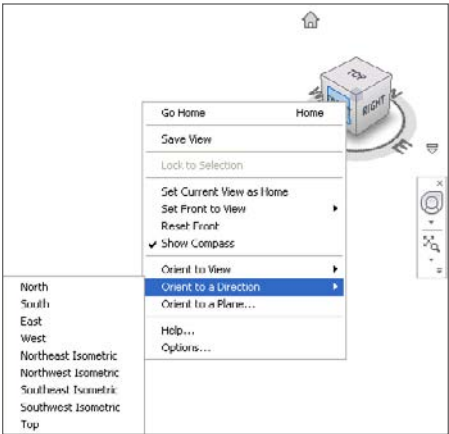 TOP
RIGHT
E
Go Home Home
Save View
Lock to Selection
Set Current View as Home
Set Front to View
Reset Front
Show Compass
Orient to View
Orient to a Direction
Orient to a Plane...
Help...
Options...
North
South
East
West
Northeast Isometric
Northwest Isometric
Southeast Isometric
Southwest Isometric
Top